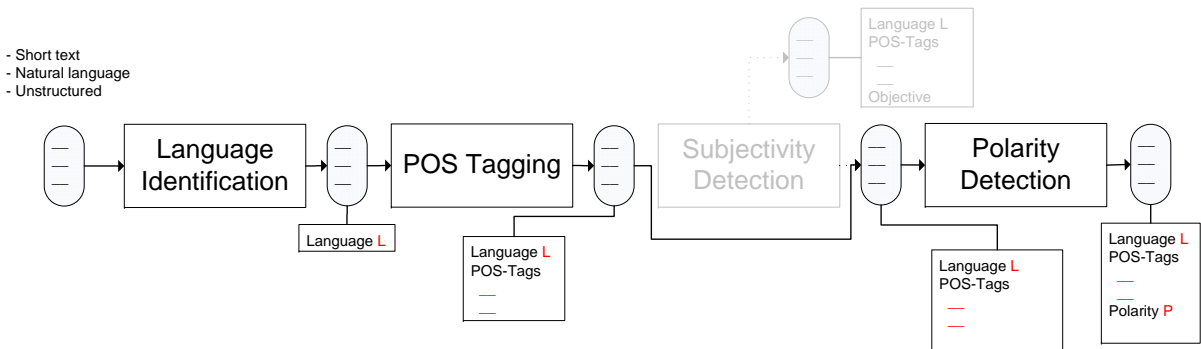 - Short text
- Natural language
- Unstructured
Language L
POS-Tags
Objective
Language
Identification
POS Tagging
Subjectivity
Detection
Polarity
Detection
Language L
Language L
POS-Tags
Language L
POS-Tags
Language L
POS-Tags
Polarity P